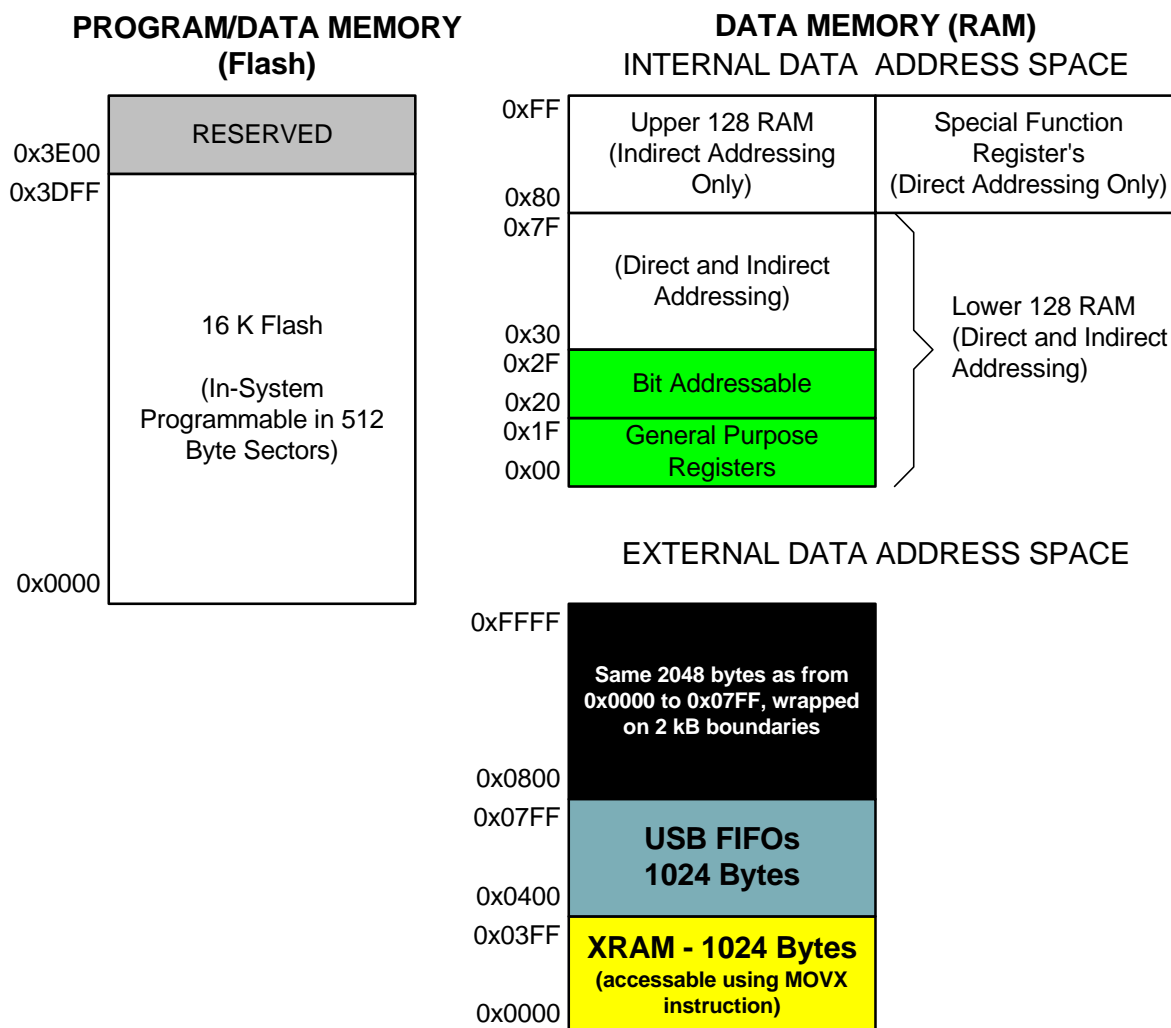 PROGRAM/DATA MEMORY
(Flash)
RESERVED
0x3E00
0x3DFF
16 K Flash
(In-System
Programmable in 512
Byte Sectors)
0x0000
DATA MEMORY (RAM)
INTERNAL DATA ADDRESS SPACE
0xFF
Upper 128 RAM
(Indirect Addressing
Only)
0x80
Special Function
Register's
(Direct Addressing Only)
0x7F
(Direct and Indirect
Addressing)
0x30
0x2F
Bit Addressable
0x20
0x1F
General Purpose
Registers
0x00
Lower 128 RAM
(Direct and Indirect
Addressing)
EXTERNAL DATA ADDRESS SPACE
0xFFFF
Same 2048 bytes as from
0x0000 to 0x07FF, wrapped
on 2 kB boundaries
0x0800
0x07FF
USB FIFOs
1024 Bytes
0x0400
0x03FF
XRAM - 1024 Bytes
(accessable using MOVX
instruction)
0x0000